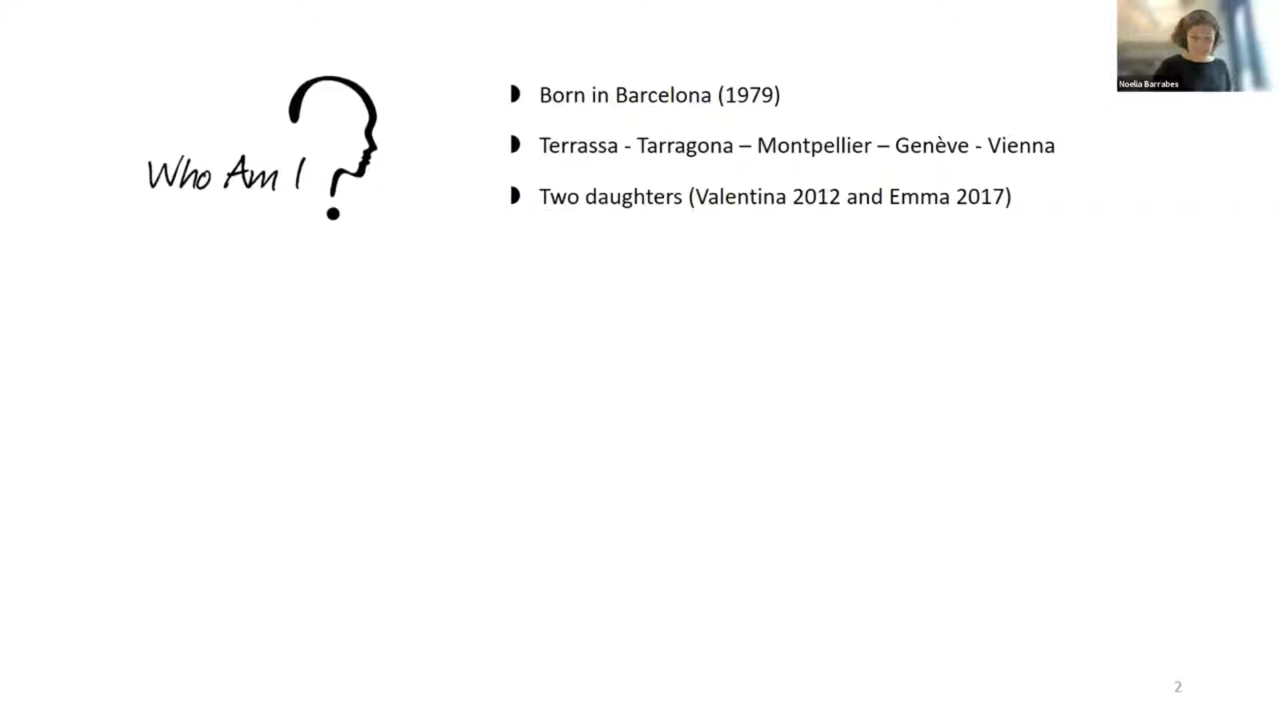 Noelia Barrabes
Who Am I
Born in Barcelona (1979)
Terrassa - Tarragona – Montpellier – Genève - Vienna
Two daughters (Valentina 2012 and Emma 2017)
2